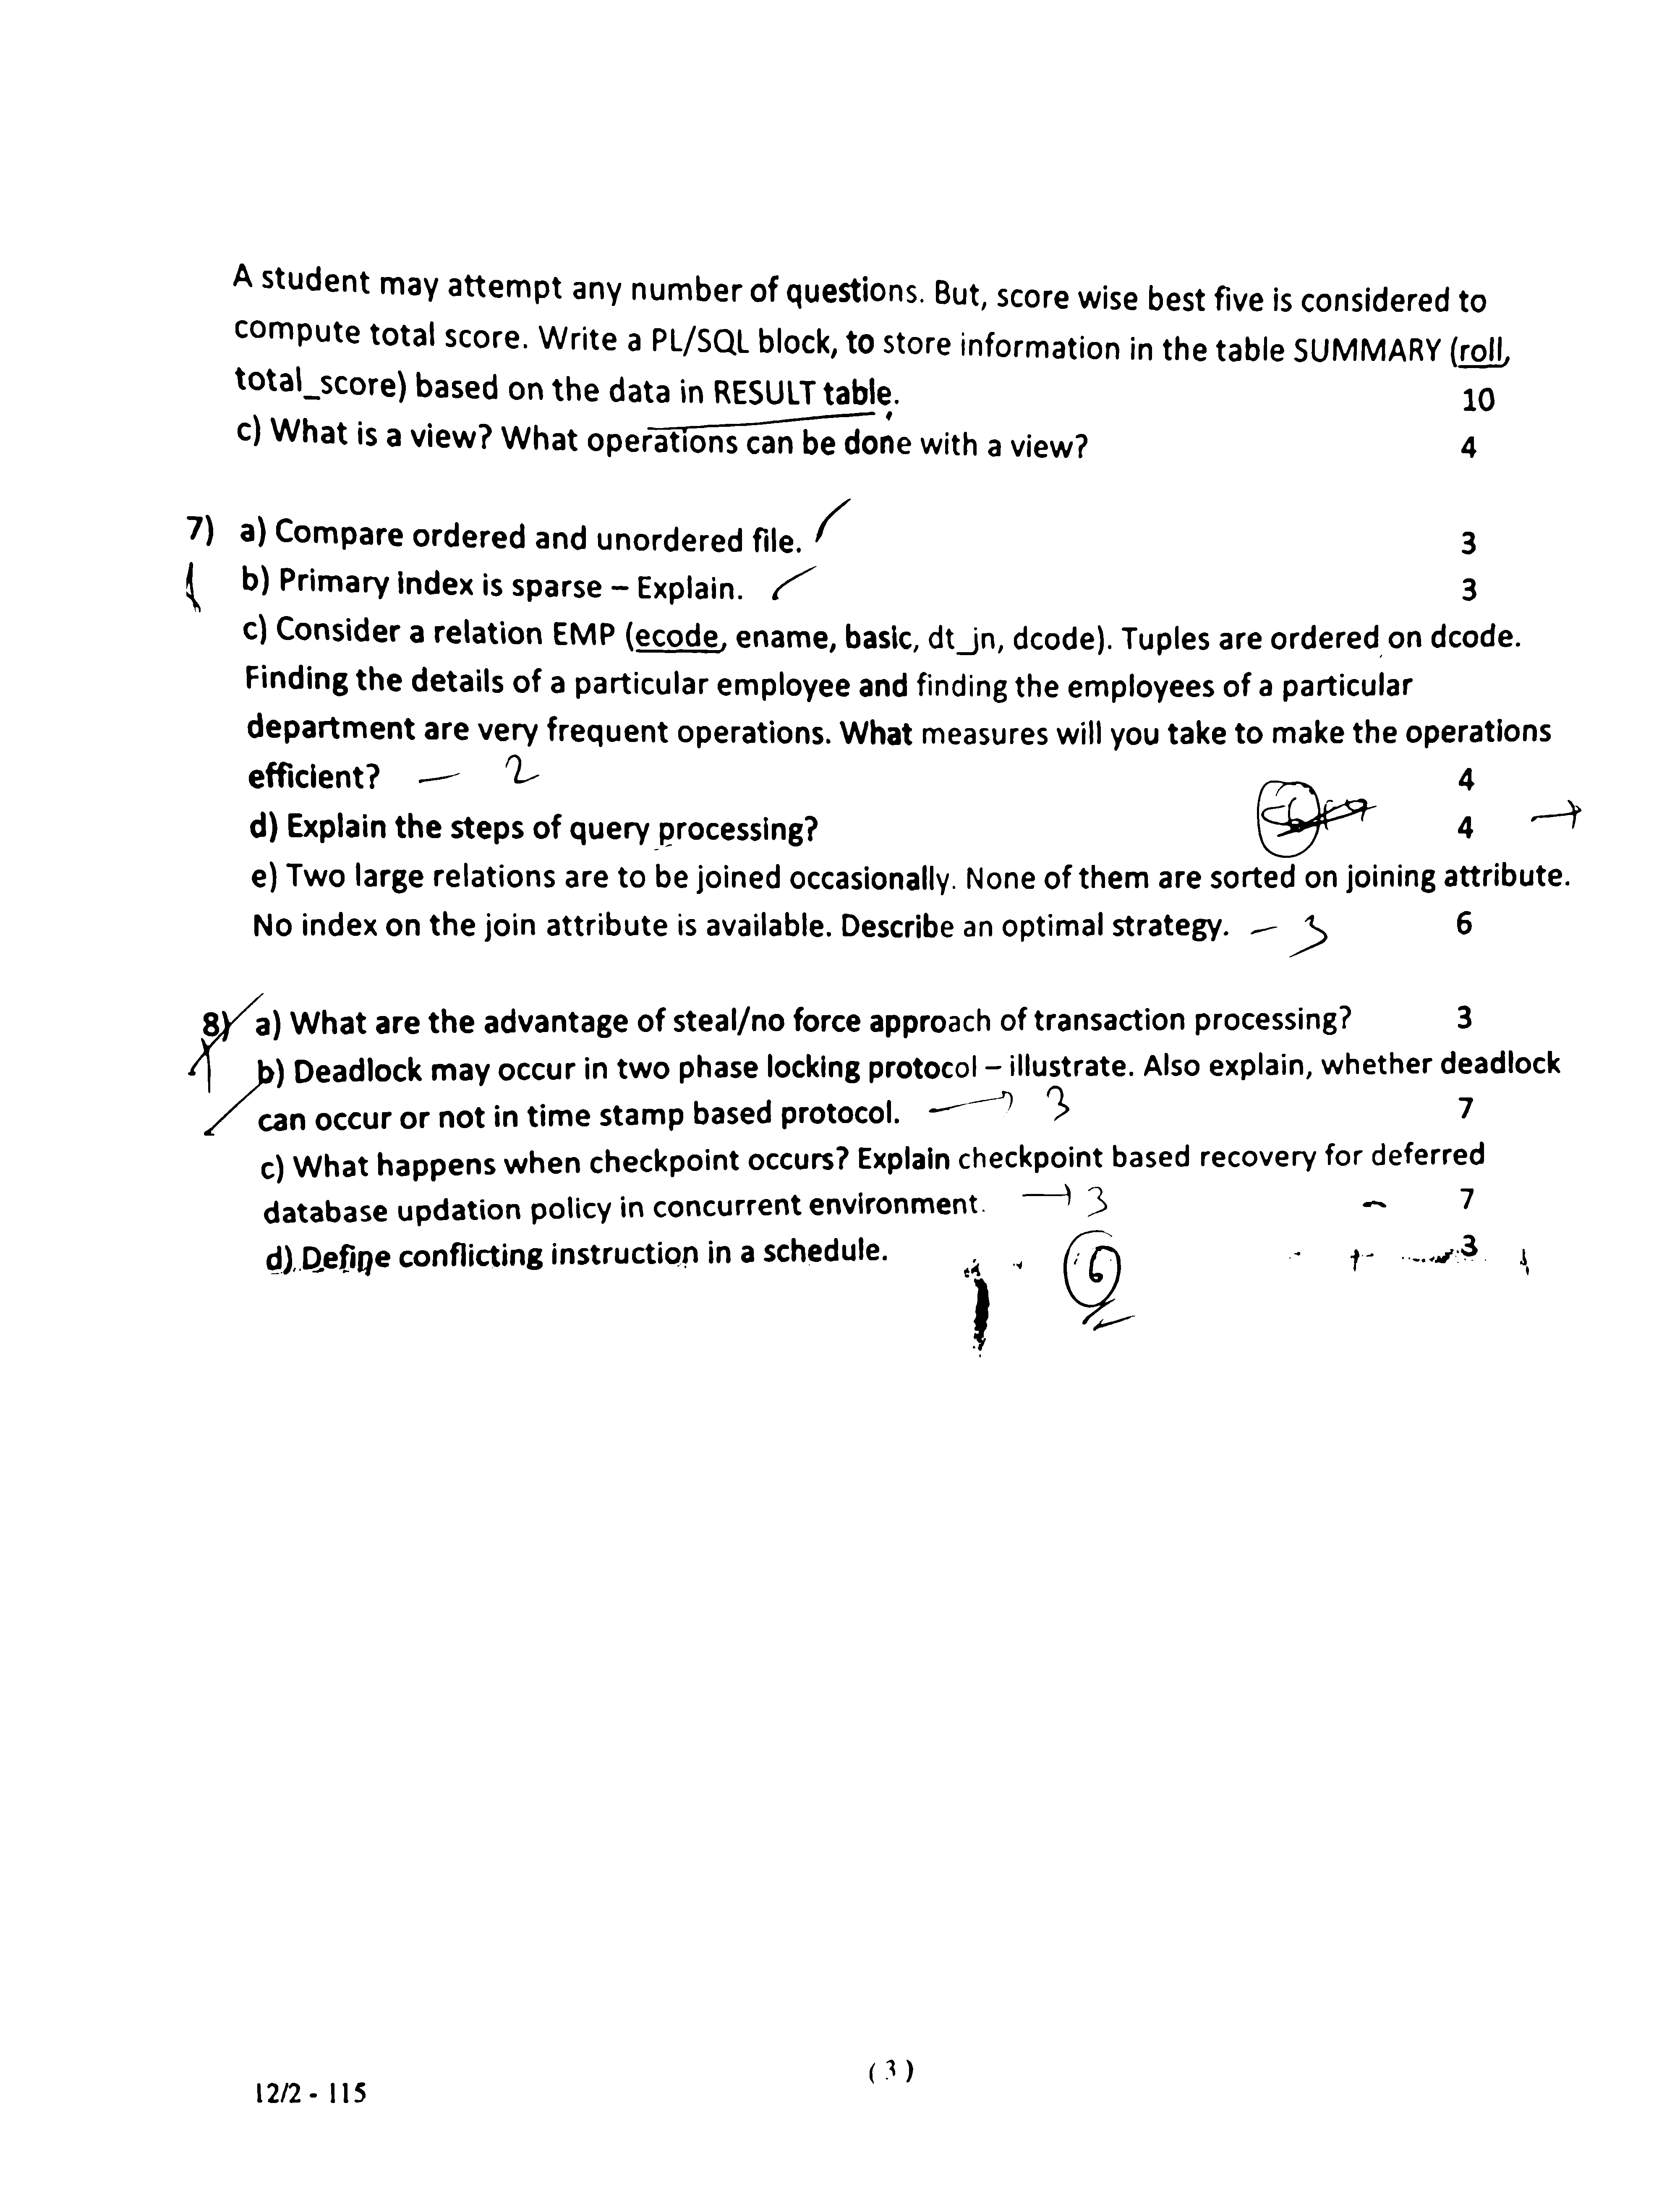 A student may attempt any number of questions. But, score wise best five is considered to
compute total score. Write a PL/SQL block, to store information in the table SUMMARY (roll,
total_score) based on the data in RESULT table.
10
c) What is a view? What operations can be done with a view?
4
7) a) Compare ordered and unordered file.
3
b) Primary index is sparse – Explain.
3
c) Consider a relation EMP (ecode, ename, basic, dt_jn, dcode). Tuples are ordered on dcode.
Finding the details of a particular employee and finding the employees of a particular
department are very frequent operations. What measures will you take to make the operations
efficient? — 2
4
d) Explain the steps of query processing?
4 →
e) Two large relations are to be joined occasionally. None of them are sorted on joining attribute.
No index on the join attribute is available. Describe an optimal strategy. — 3
6
8) a) What are the advantage of steal/no force approach of transaction processing?
3
b) Deadlock may occur in two phase locking protocol – illustrate. Also explain, whether deadlock
can occur or not in time stamp based protocol. → 3
7
c) What happens when checkpoint occurs? Explain checkpoint based recovery for deferred
database updation policy in concurrent environment. → 3
7
d) Define conflicting instruction in a schedule.
3
6
(3)
12/2 - 115